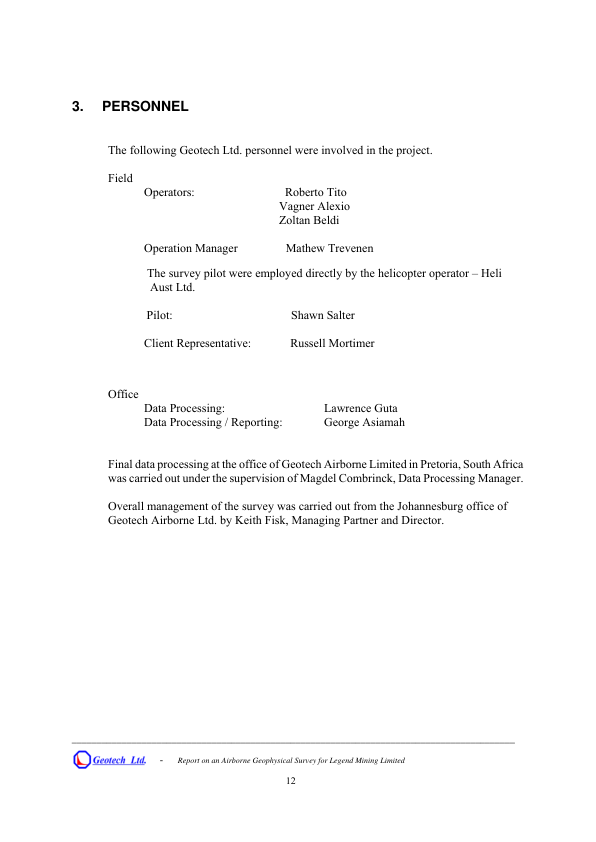 3. PERSONNEL
The following Geotech Ltd. personnel were involved in the project.
Field
Operators: Roberto Tito
Vagner Alexio
Zoltan Beldi
Operation Manager Mathew Trevenen
The survey pilot were employed directly by the helicopter operator – Heli
Aust Ltd.
Pilot: Shawn Salter
Client Representative: Russell Mortimer
Office
Data Processing: Lawrence Guta
Data Processing / Reporting: George Asiamah
Final data processing at the office of Geotech Airborne Limited in Pretoria, South Africa
was carried out under the supervision of Magdel Combrinck, Data Processing Manager.
Overall management of the survey was carried out from the Johannesburg office of
Geotech Airborne Ltd. by Keith Fisk, Managing Partner and Director.
Geotech Ltd. - Report on an Airborne Geophysical Survey for Legend Mining Limited
12